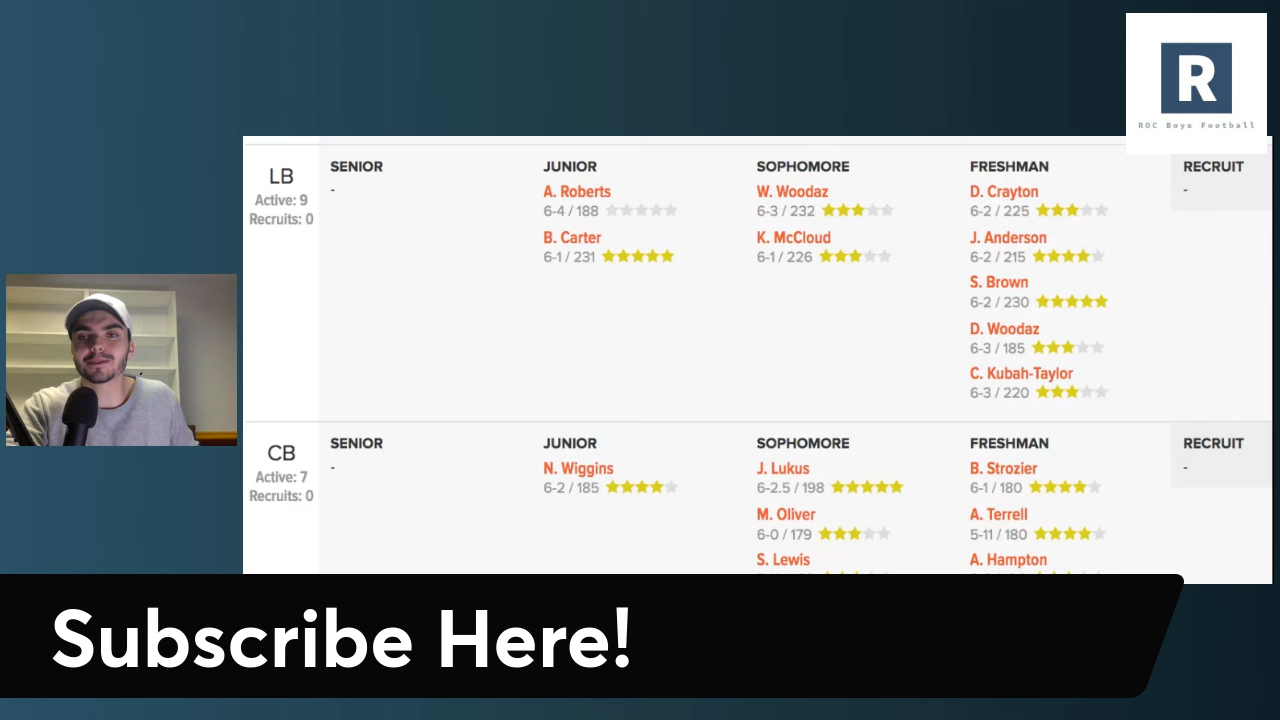 R
ROC Boys Football
LB
Active: 9
Recruits: 0
SENIOR
-
JUNIOR
A. Roberts
6-4 / 188
B. Carter
6-1 / 231
SOPHOMORE
W. Woodaz
6-3 / 232
K. McCloud
6-1 / 226
FRESHMAN
D. Crayton
6-2 / 225
J. Anderson
6-2 / 215
S. Brown
6-2 / 230
D. Woodaz
6-3 / 185
C. Kubah-Taylor
6-3 / 220
RECRUIT
-
CB
Active: 7
Recruits: 0
SENIOR
-
JUNIOR
N. Wiggins
6-2 / 185
SOPHOMORE
J. Lukus
6-2.5 / 198
M. Oliver
6-0 / 179
S. Lewis
FRESHMAN
B. Strozier
6-1 / 180
A. Terrell
5-11 / 180
A. Hampton
RECRUIT
-
Subscribe Here!